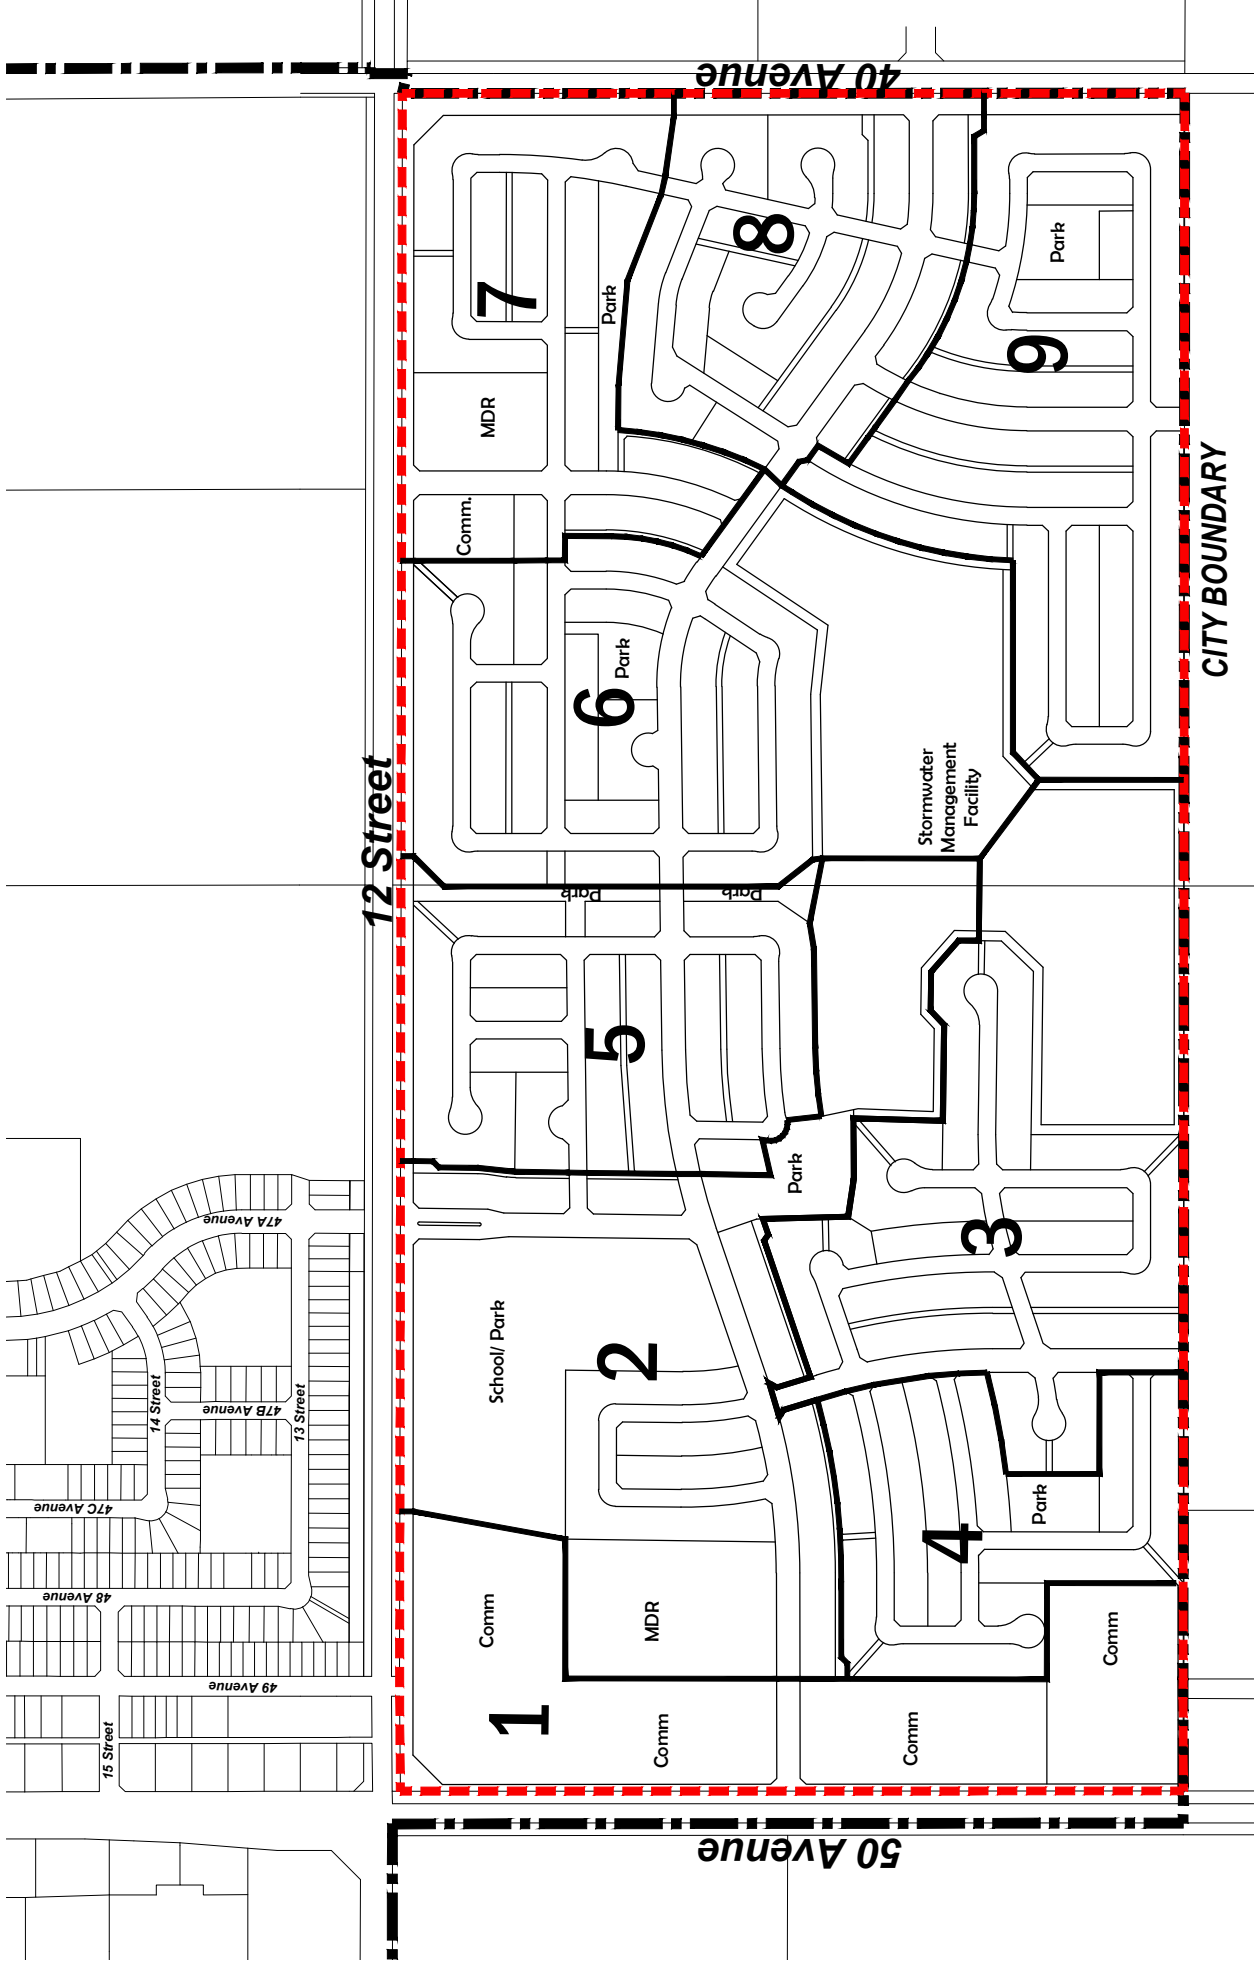 40 Avenue
7
8
9
Park
Park
MDR
Comm.
12 Street
6
Park
Stormwater
Management
Facility
CITY BOUNDARY
Park
Park
5
Park
3
School/ Park
2
MDR
4
Park
Comm
1
Comm
Comm
Comm
50 Avenue
47A Avenue
14 Street
47B Avenue
13 Street
47C Avenue
48 Avenue
49 Avenue
15 Street